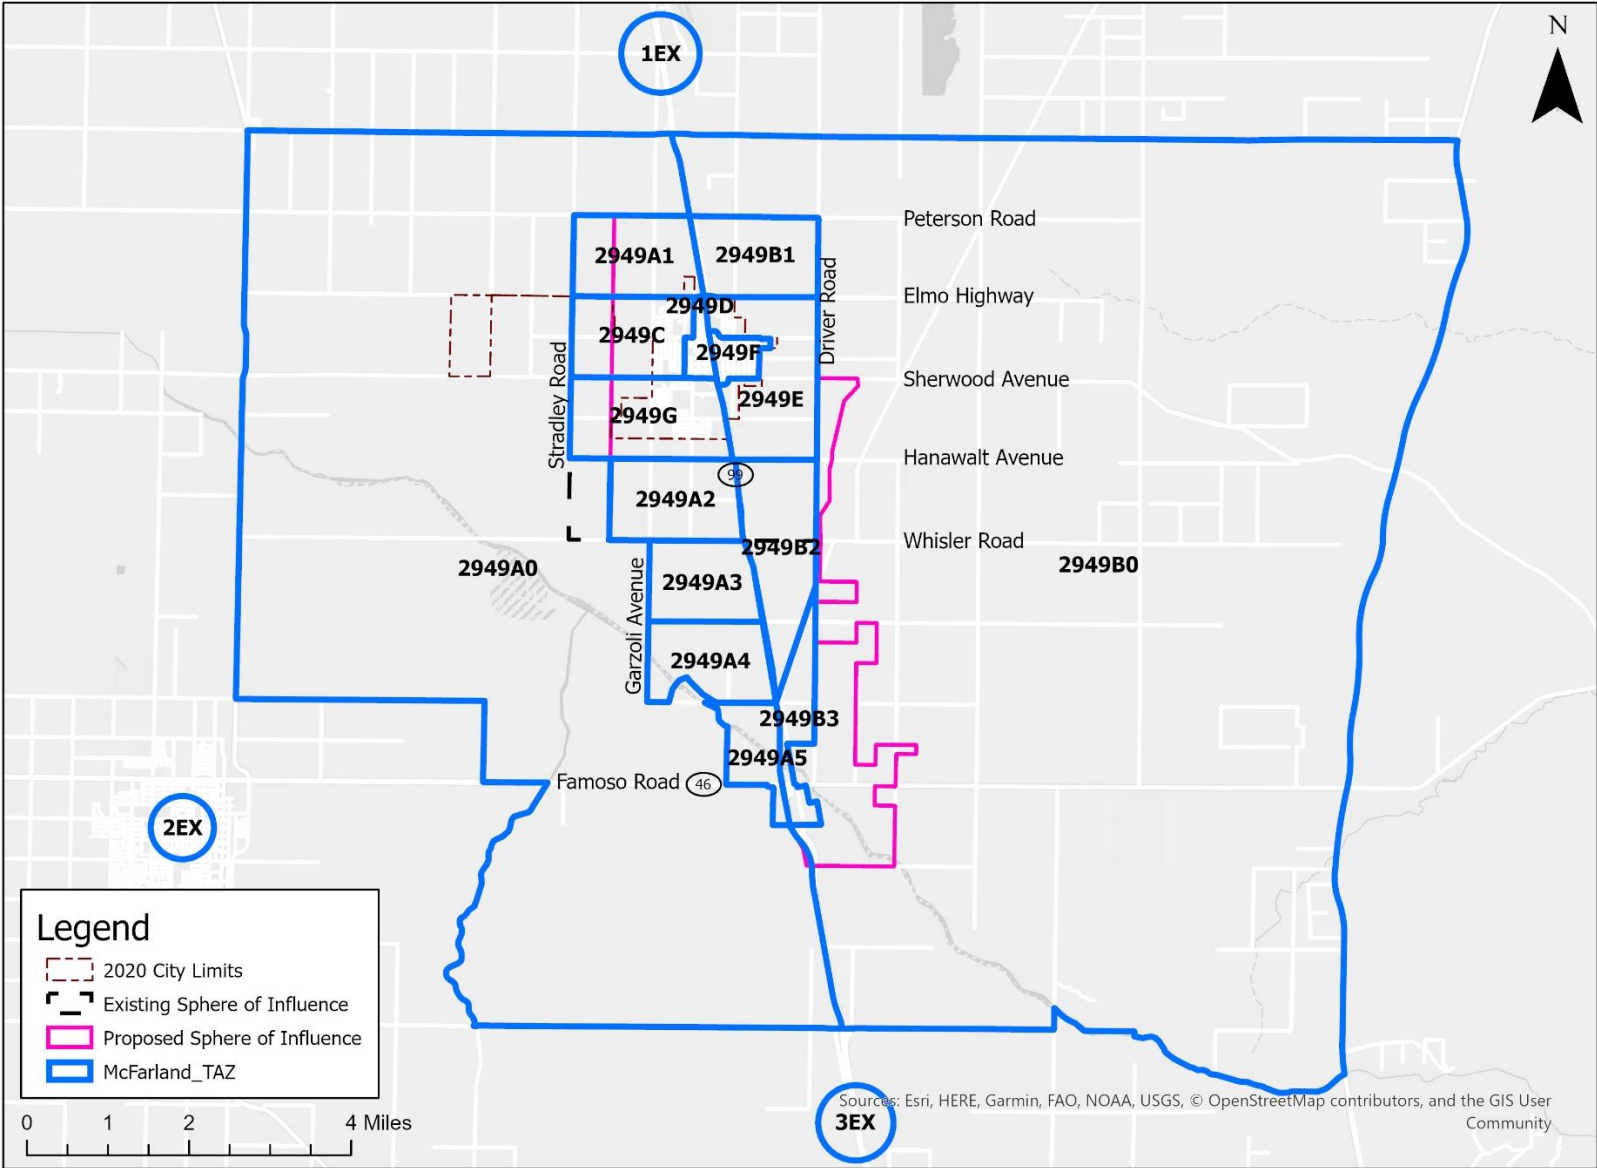 N
1EX
Peterson Road
2949A1
2949B1
Driver Road
Elmo Highway
2949D
2949C
2949F
Stradley Road
Sherwood Avenue
2949E
2949G
Hanawalt Avenue
99
2949A2
Whisler Road
2949B2
2949A0
2949B0
Garzoli Avenue
2949A3
2949A4
2949B3
2949A5
Famoso Road 46
2EX
Legend
2020 City Limits
Existing Sphere of Influence
Proposed Sphere of Influence
McFarland_TAZ
0 1 2 4 Miles
3EX
Sources: Esri, HERE, Garmin, FAO, NOAA, USGS, © OpenStreetMap contributors, and the GIS User
Community